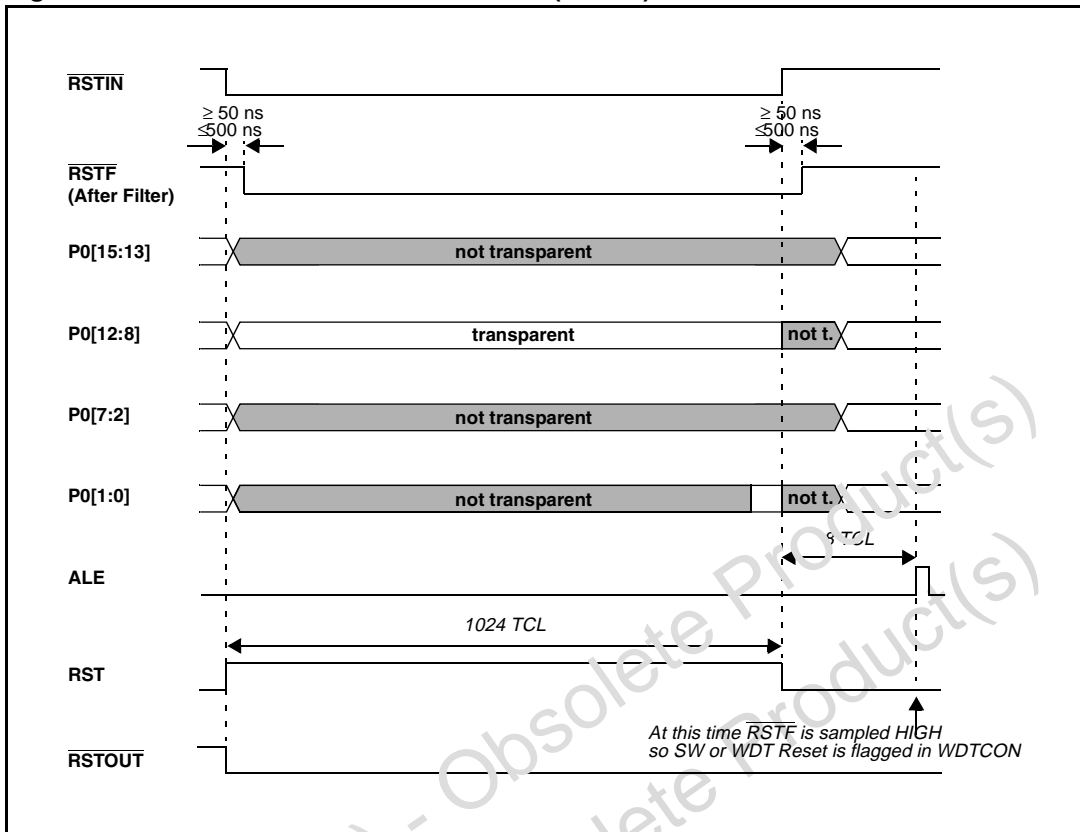 RSTIN
≥ 50 ns
≤500 ns
≥ 50 ns
≤500 ns
RSTF
(After Filter)
P0[15:13]
not transparent
P0[12:8]
transparent
not t.
P0[7:2]
not transparent
P0[1:0]
not transparent
not t.
8 TCL
ALE
1024 TCL
RST
At this time RSTF is sampled HIGH
so SW or WDT Reset is flagged in WDTCON
RSTOUT
Obsolete Product(s)
Obsolete Product(s)